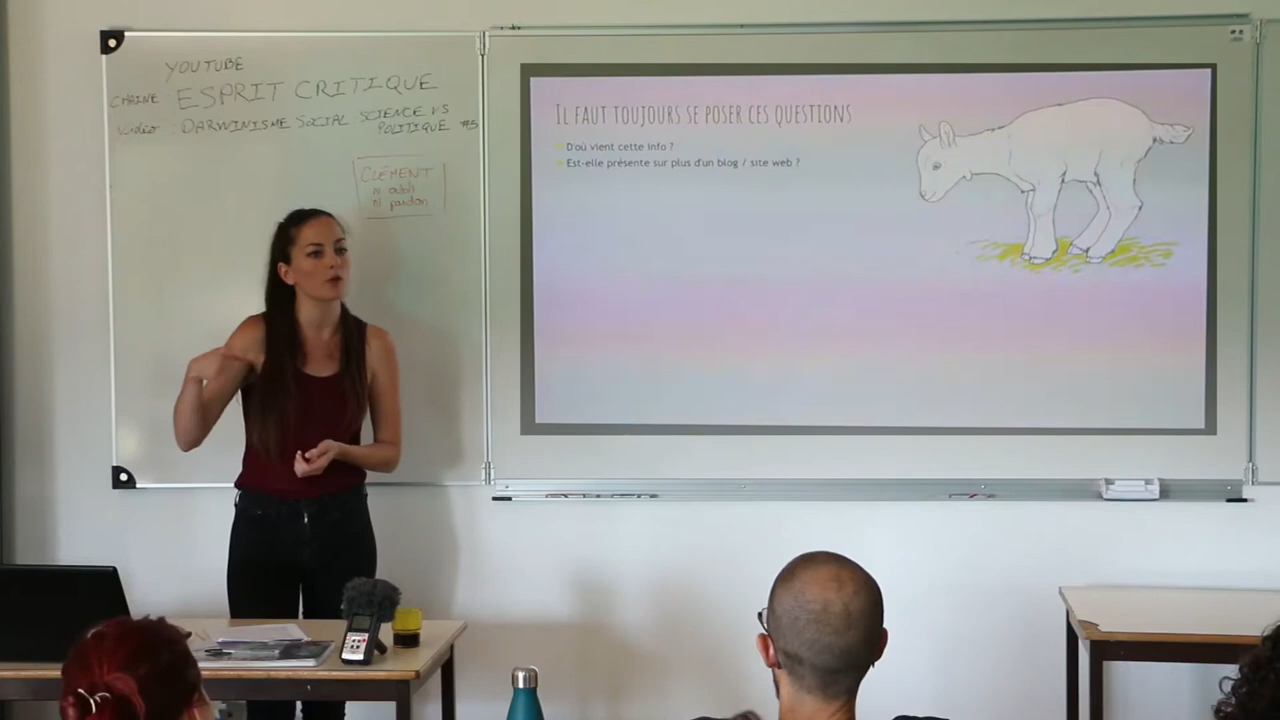 YOUTUBE
CHAINE ESPRIT CRITIQUE
Vidéo : DARWINISME SOCIAL SCIENCE VS
POLITIQUE #5
CLÉMENT
ni oubli
ni pardon
IL FAUT TOUJOURS SE POSER CES QUESTIONS
D'où vient cette info ?
Est-elle présente sur plus d'un blog / site web ?